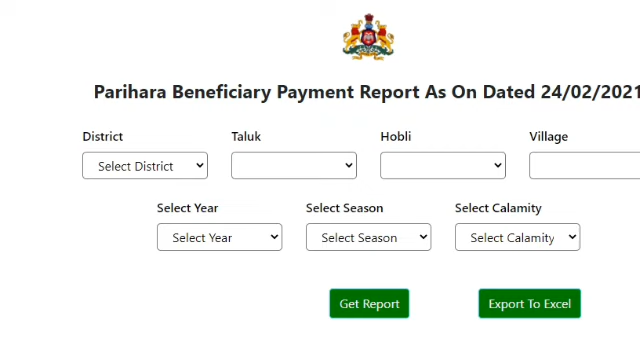 Parihara Beneficiary Payment Report As On Dated 24/02/2021
District Taluk Hobli Village
Select District
Select Year Select Season Select Calamity
Select Year Select Season Select Calamity
Get Report Export To Excel